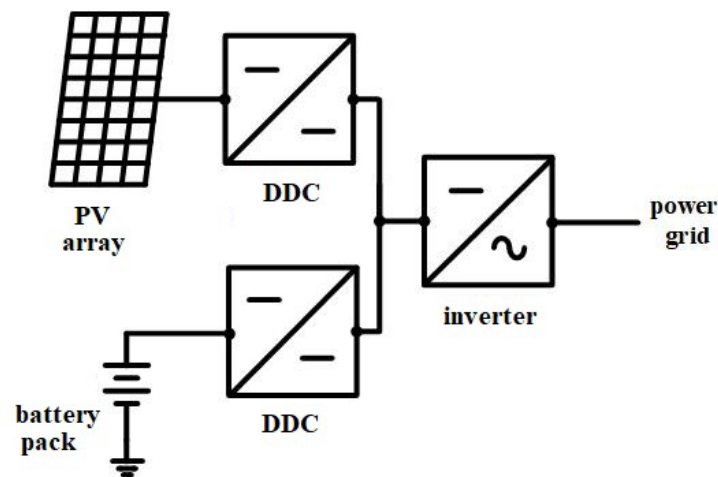 PV
array
DDC
power
grid
inverter
battery
pack
DDC